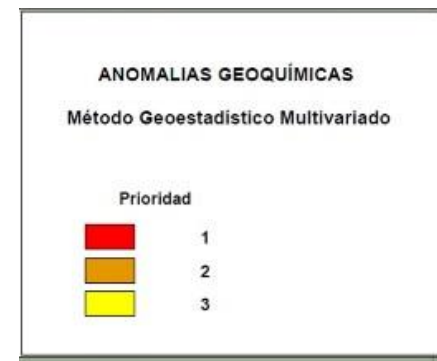 ANOMALIAS GEOQUÍMICAS
Método Geoestadístico Multivariado
Prioridad
1
2
3